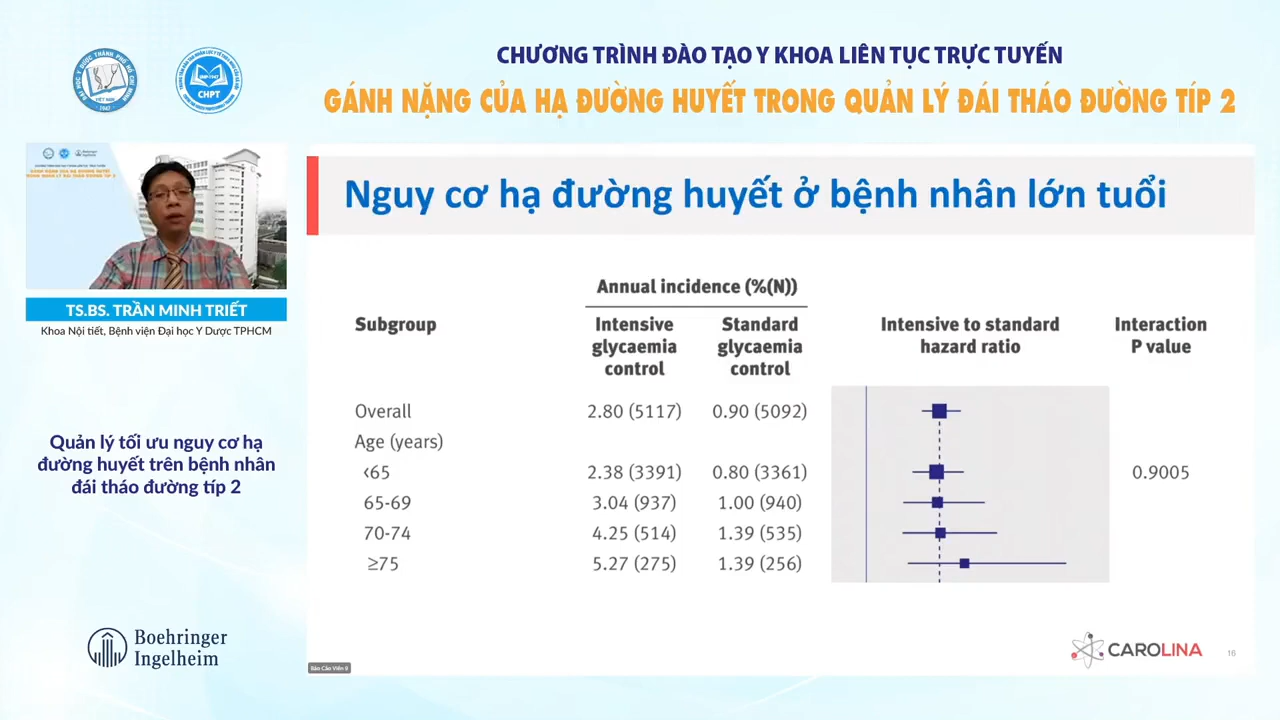 CHƯƠNG TRÌNH ĐÀO TẠO Y KHOA LIÊN TỤC TRỰC TUYẾN
GÁNH NẶNG CỦA HẠ ĐƯỜNG HUYẾT TRONG QUẢN LÝ ĐÁI THÁO ĐƯỜNG TÍP 2
CHPT
TS.BS. TRẦN MINH TRIẾT
Khoa Nội tiết, Bệnh viện Đại học Y Dược TPHCM
Quản lý tối ưu nguy cơ hạ
đường huyết trên bệnh nhân
đái tháo đường típ 2
Boehringer
Ingelheim
Nguy cơ hạ đường huyết ở bệnh nhân lớn tuổi
Annual incidence (%(N))
Subgroup Intensive glycaemia control Standard glycaemia control Intensive to standard hazard ratio Interaction P value
Overall 2.80 (5117) 0.90 (5092)
Age (years)
<65 2.38 (3391) 0.80 (3361) 0.9005
65-69 3.04 (937) 1.00 (940)
70-74 4.25 (514) 1.39 (535)
≥75 5.27 (275) 1.39 (256)
CAROLINA
16
Báo Cáo Viên 8